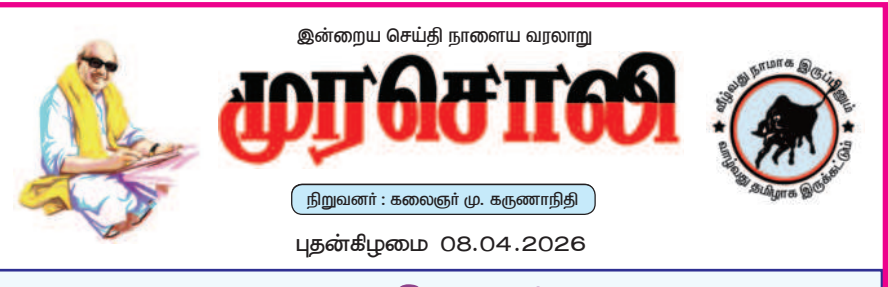 இன்றைய செய்தி நாளைய வரலாறு
முரசொலி
வீழ்வது நாமாக இருப்பினும்
வாழ்வது தமிழாக இருக்கட்டும்
நிறுவனர் : கலைஞர் மு. கருணாநிதி
புதன்கிழமை 08.04.2026